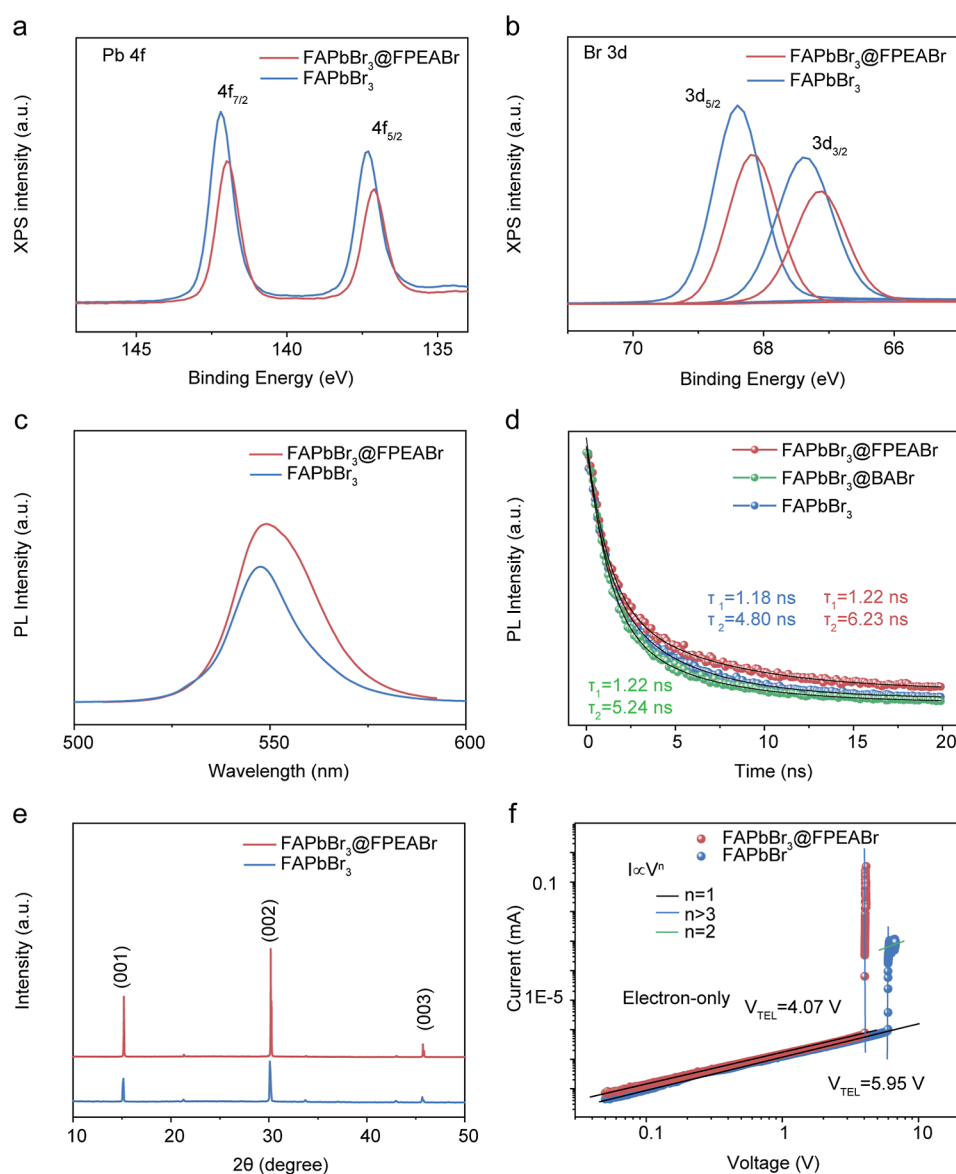 a
Pb 4f
FAPbBr₃@FPEABr
FAPbBr₃
4f₇/₂
4f₅/₂
XPS intensity (a.u.)
145
140
135
Binding Energy (eV)
b
Br 3d
FAPbBr₃@FPEABr
FAPbBr₃
3d₅/₂
3d₃/₂
XPS intensity (a.u.)
70
68
66
Binding Energy (eV)
c
FAPbBr₃@FPEABr
FAPbBr₃
PL Intensity (a.u.)
500
550
600
Wavelength (nm)
d
FAPbBr₃@FPEABr
FAPbBr₃@BABr
FAPbBr₃
PL Intensity (a.u.)
τ₁=1.18 ns
τ₂=4.80 ns
τ₁=1.22 ns
τ₂=6.23 ns
τ₁=1.22 ns
τ₂=5.24 ns
0
5
10
15
20
Time (ns)
e
FAPbBr₃@FPEABr
FAPbBr₃
Intensity (a.u.)
(001)
(002)
(003)
10
20
30
40
50
2θ (degree)
f
FAPbBr₃@FPEABr
FAPbBr
I∝Vⁿ
n=1
n>3
n=2
Current (mA)
0.1
1E-5
Electron-only
V_TEL=4.07 V
V_TEL=5.95 V
0.1
1
10
Voltage (V)